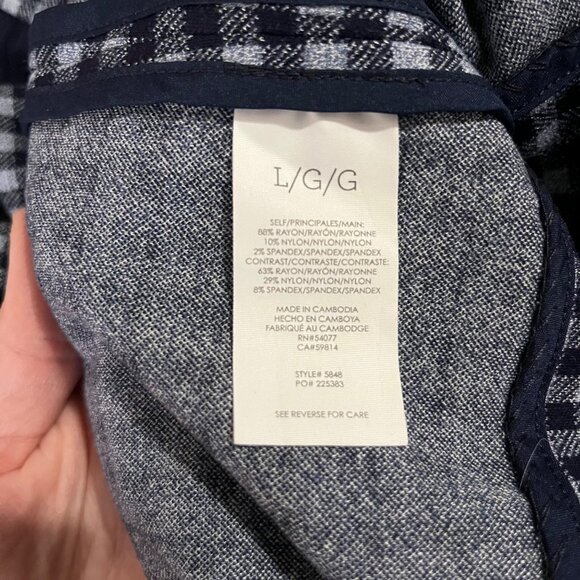 L/G/G
SELF/PRINCIPALES/MAIN:
88% RAYON/RAYÓN/RAYONNE
10% NYLON/NYLON/NYLON
2% SPANDEX/SPANDEX/SPANDEX
CONTRAST/CONTRASTE/CONTRASTE:
63% RAYON/RAYÓN/RAYONNE
29% NYLON/NYLON/NYLON
8% SPANDEX/SPANDEX/SPANDEX
MADE IN CAMBODIA
HECHO EN CAMBOYA
FABRIQUÉ AU CAMBODGE
RN#54077
CA#59814
STYLE# 5848
PO# 225383
SEE REVERSE FOR CARE